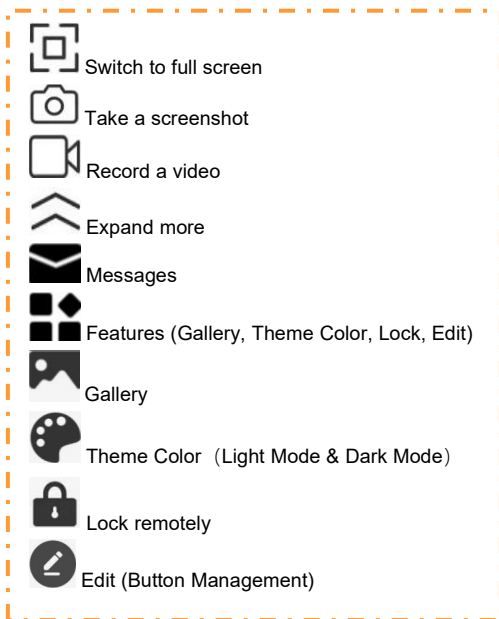 Switch to full screen
Take a screenshot
Record a video
Expand more
Messages
Features (Gallery, Theme Color, Lock, Edit)
Gallery
Theme Color（Light Mode & Dark Mode）
Lock remotely
Edit (Button Management)